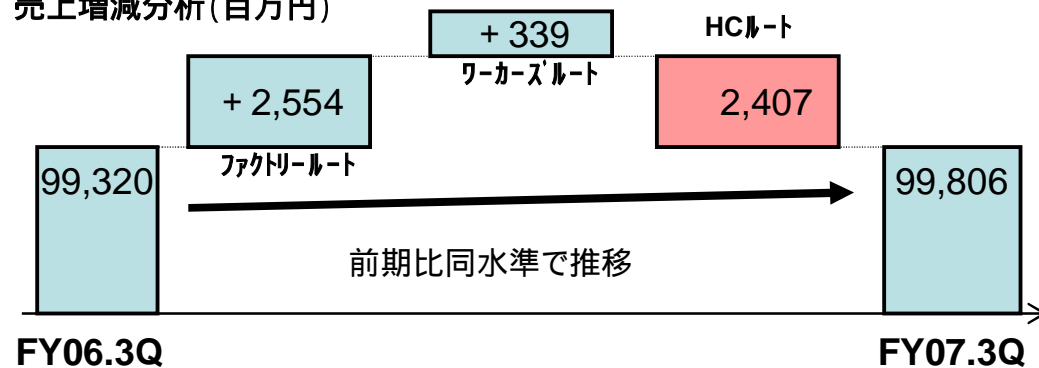 売上増減分析(百万円)
+ 339
HCﾙｰﾄ
ﾜｰｶｰｽﾞﾙｰﾄ
+ 2,554
2,407
ﾌｧｸﾄﾘｰﾙｰﾄ
99,320
99,806
前期比同水準で推移
FY06.3Q
FY07.3Q